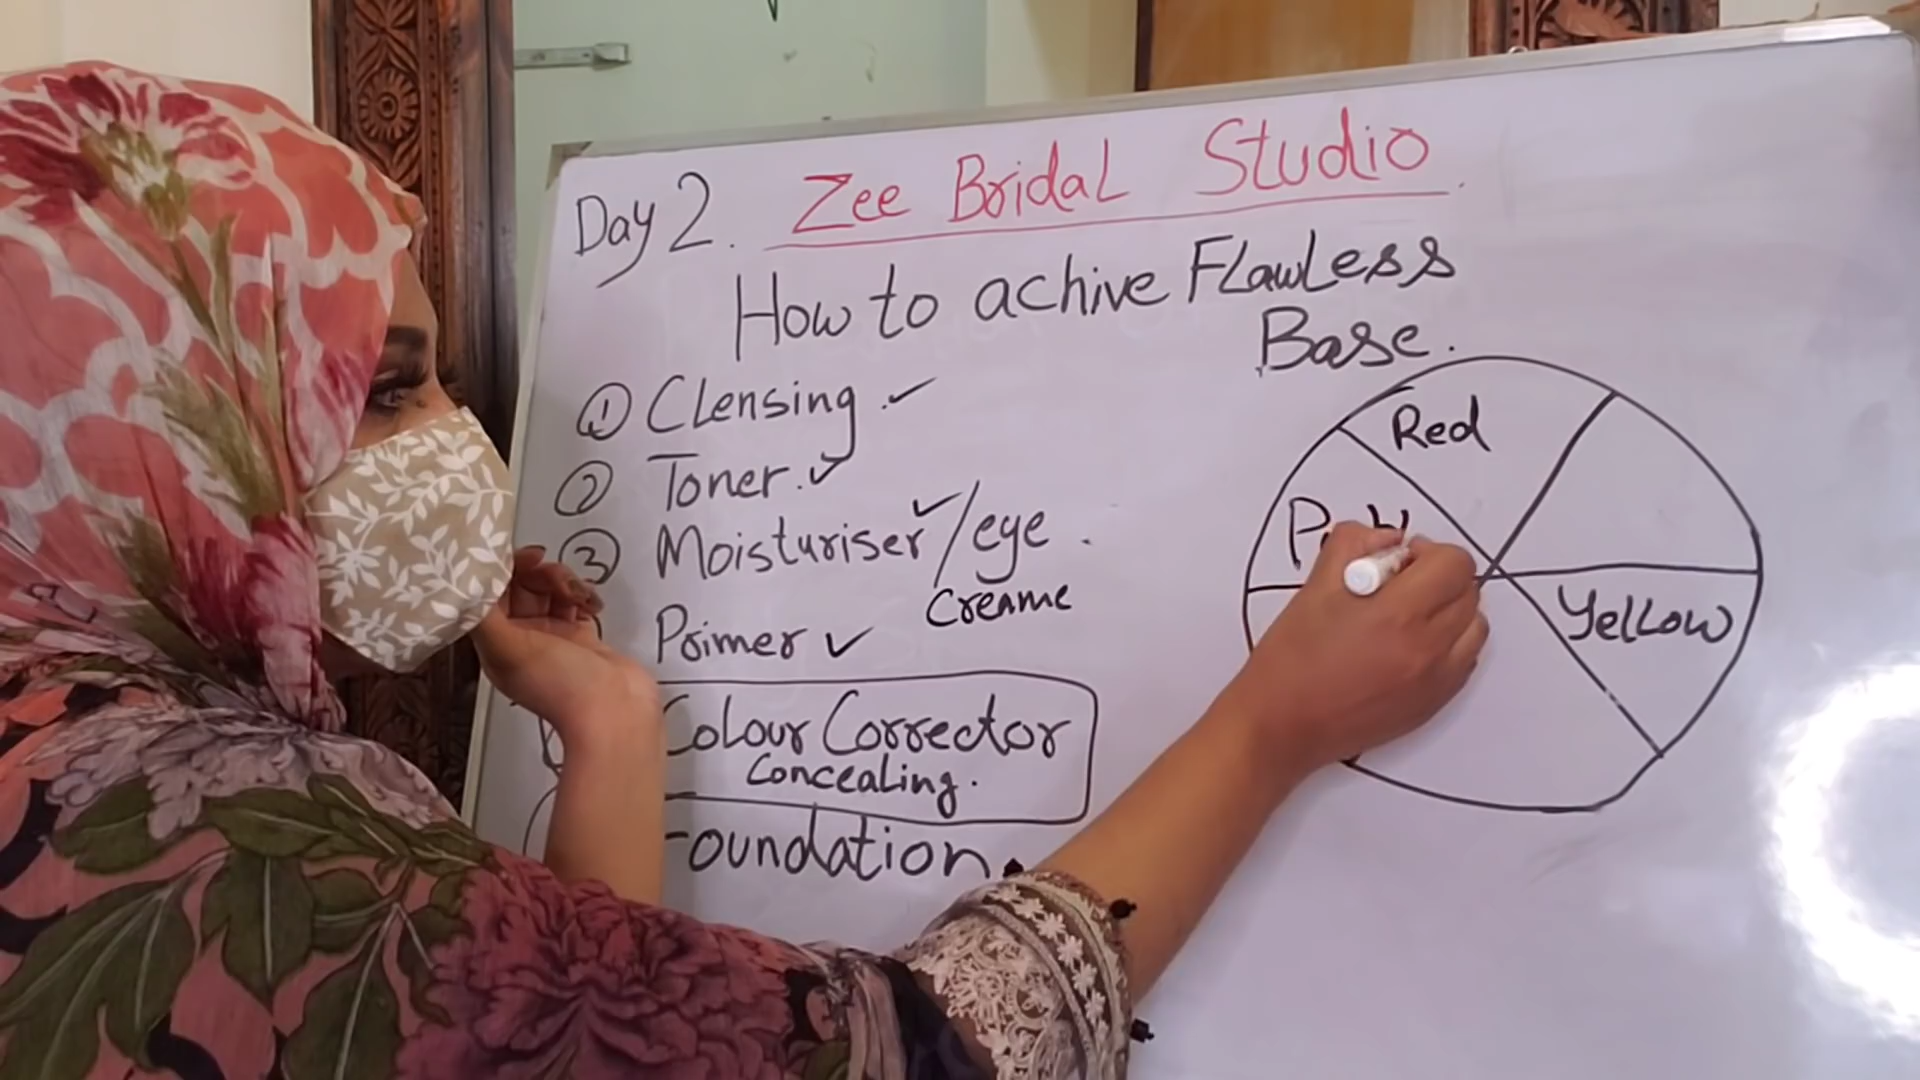 Day 2. Zee Bridal Studio
How to achive Flawless
Base.
① Clensing ✓
② Toner. ✓
③ Moisturiser ✓ / eye
Creame
Primer ✓
Colour Corrector
Concealing.
Foundation.
Red
Yellow